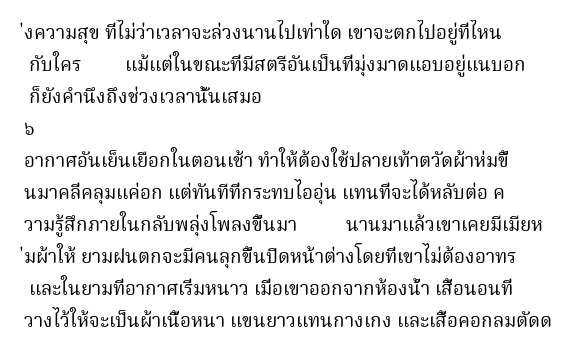 ่งความสุข ที่ไม่ว่าเวลาจะล่วงนานไปเท่าใด เขาจะตกไปอยู่ที่ไหน
กับใคร แม้แต่ในขณะที่มีสตรีอันเป็นที่มุ่งมาดแอบอยู่แนบอก
ก็ยังคำนึงถึงช่วงเวลานั้นเสมอ
๖
อากาศอันเย็นเยือกในตอนเช้า ทำให้ต้องใช้ปลายเท้าตวัดผ้าห่มขึ้
นมาคลี่คลุมแค่อก แต่ทันทีที่กระทบไออุ่น แทนที่จะได้หลับต่อ ค
วามรู้สึกภายในกลับพลุ่งโพลงขึ้นมา นานมาแล้วเขาเคยมีเมียห
่มผ้าให้ ยามฝนตกจะมีคนลุกขึ้นปิดหน้าต่างโดยที่เขาไม่ต้องอาทร
และในยามที่อากาศเริ่มหนาว เมื่อเขาออกจากห้องน้ำ เสื้อนอนที่
วางไว้ให้จะเป็นผ้าเนื้อหนา แขนยาวแทนกางเกง และเสื้อคอกลมตัดด